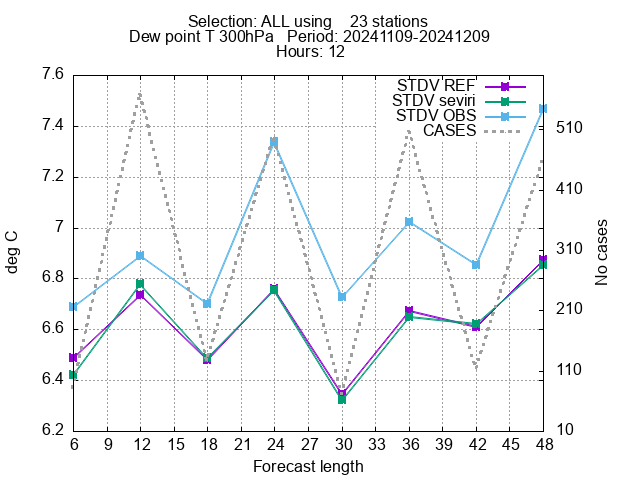 Selection: ALL using 23 stations
Dew point T 300hPa Period: 20241109-20241209
Hours: 12
STDV REF
STDV seviri
STDV OBS
CASES
7.6
7.4
7.2
7
6.8
6.6
6.4
6.2
deg C
510
410
310
210
110
10
No cases
6 9 12 15 18 21 24 27 30 33 36 39 42 45 48
Forecast length